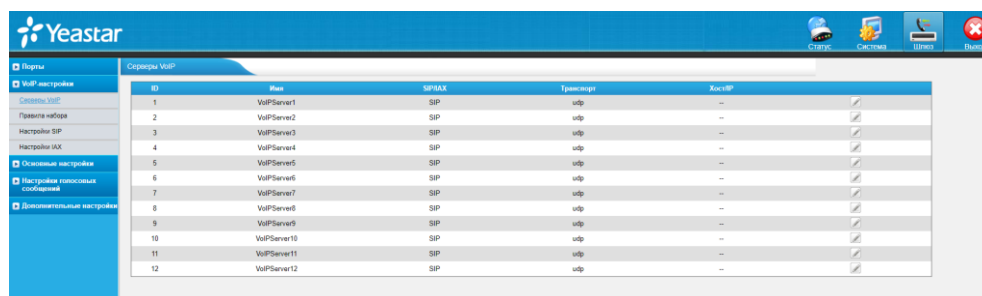 Yeastar
Статус Система Шлюз Выход
Порты
VoIP-настройки
Серверы VoIP
Правила набора
Настройки SIP
Настройки IAX
Основные настройки
Настройки голосовых
сообщений
Дополнительные настройки
Серверы VoIP
ID Имя SIP/IAX Транспорт Хост/IP
1 VoIPServer1 SIP udp --
2 VoIPServer2 SIP udp --
3 VoIPServer3 SIP udp --
4 VoIPServer4 SIP udp --
5 VoIPServer5 SIP udp --
6 VoIPServer6 SIP udp --
7 VoIPServer7 SIP udp --
8 VoIPServer8 SIP udp --
9 VoIPServer9 SIP udp --
10 VoIPServer10 SIP udp --
11 VoIPServer11 SIP udp --
12 VoIPServer12 SIP udp --